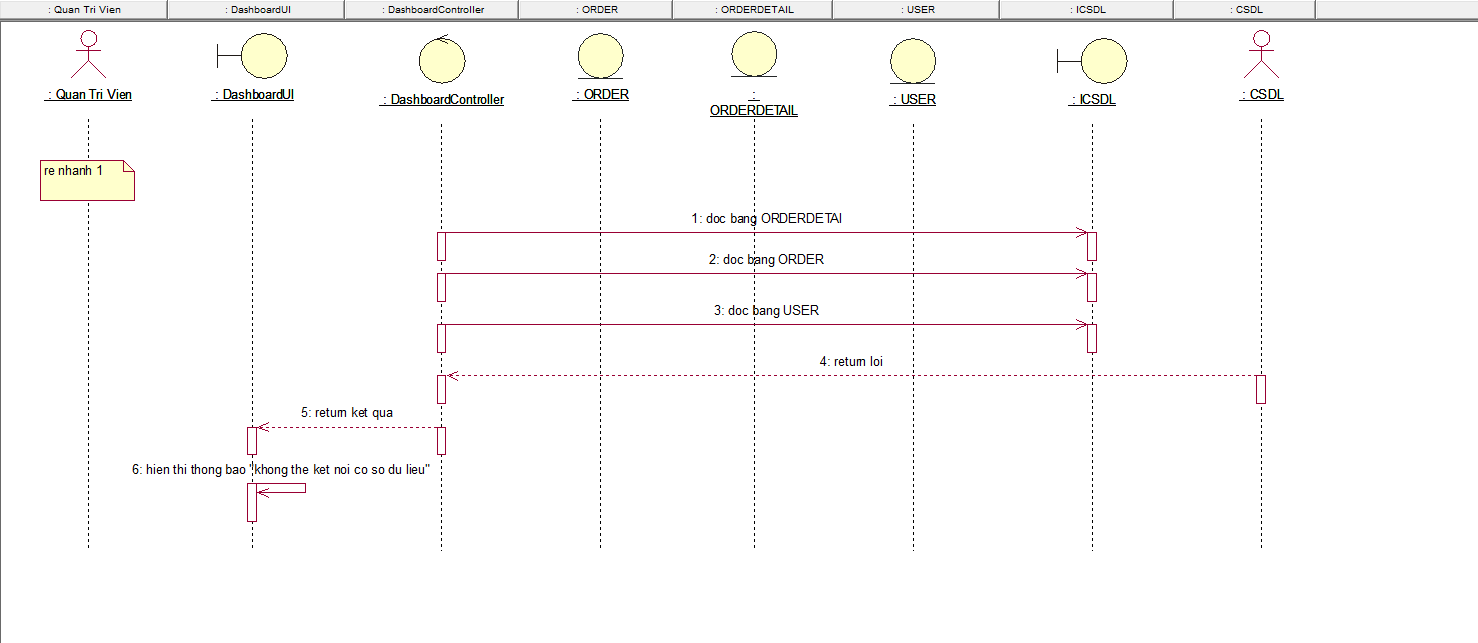 : Quan Tri Vien
: DashboardUI
: DashboardController
: ORDER
: ORDERDETAIL
: USER
: ICSDL
: CSDL
: Quan Tri Vien
: DashboardUI
: DashboardController
: ORDER
:
ORDERDETAIL
: USER
: ICSDL
: CSDL
re nhanh 1
1: doc bang ORDERDETAI
2: doc bang ORDER
3: doc bang USER
4: return loi
5: return ket qua
6: hien thi thong bao "khong the ket noi co so du lieu"